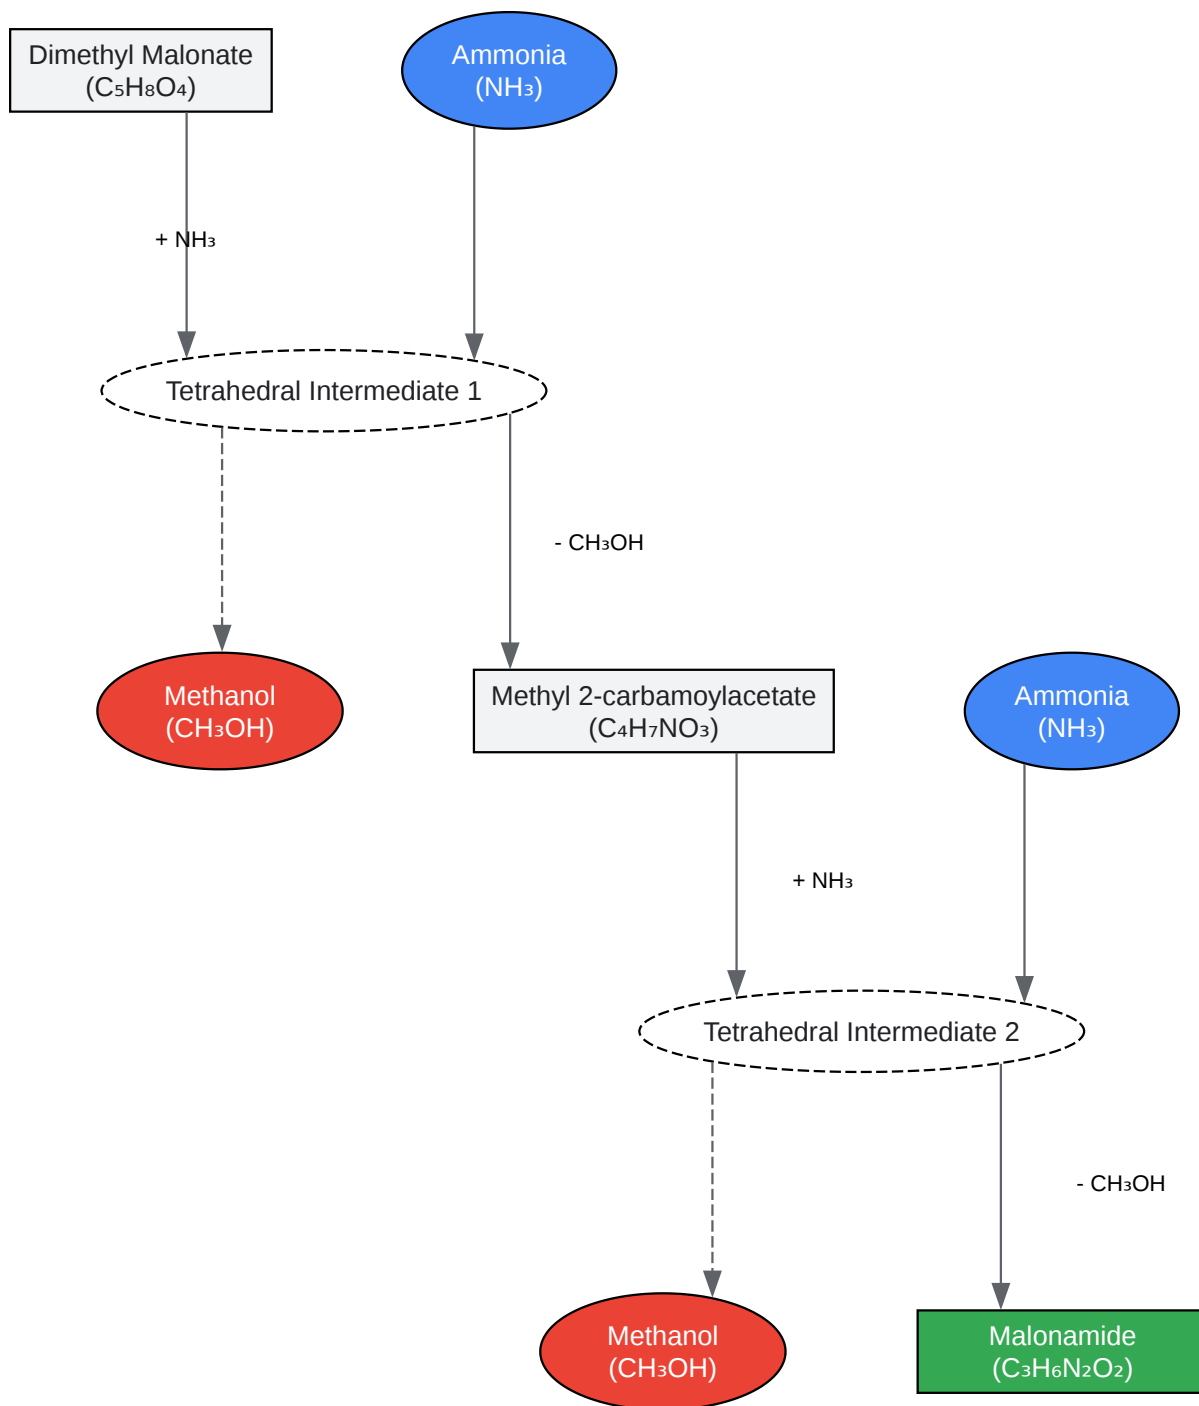 Dimethyl Malonate
(C₅H₈O₄)
Ammonia
(NH₃)
+ NH₃
Tetrahedral Intermediate 1
- CH₃OH
Methanol
(CH₃OH)
Methyl 2-carbamoylacetate
(C₄H₇NO₃)
Ammonia
(NH₃)
+ NH₃
Tetrahedral Intermediate 2
- CH₃OH
Methanol
(CH₃OH)
Malonamide
(C₃H₆N₂O₂)